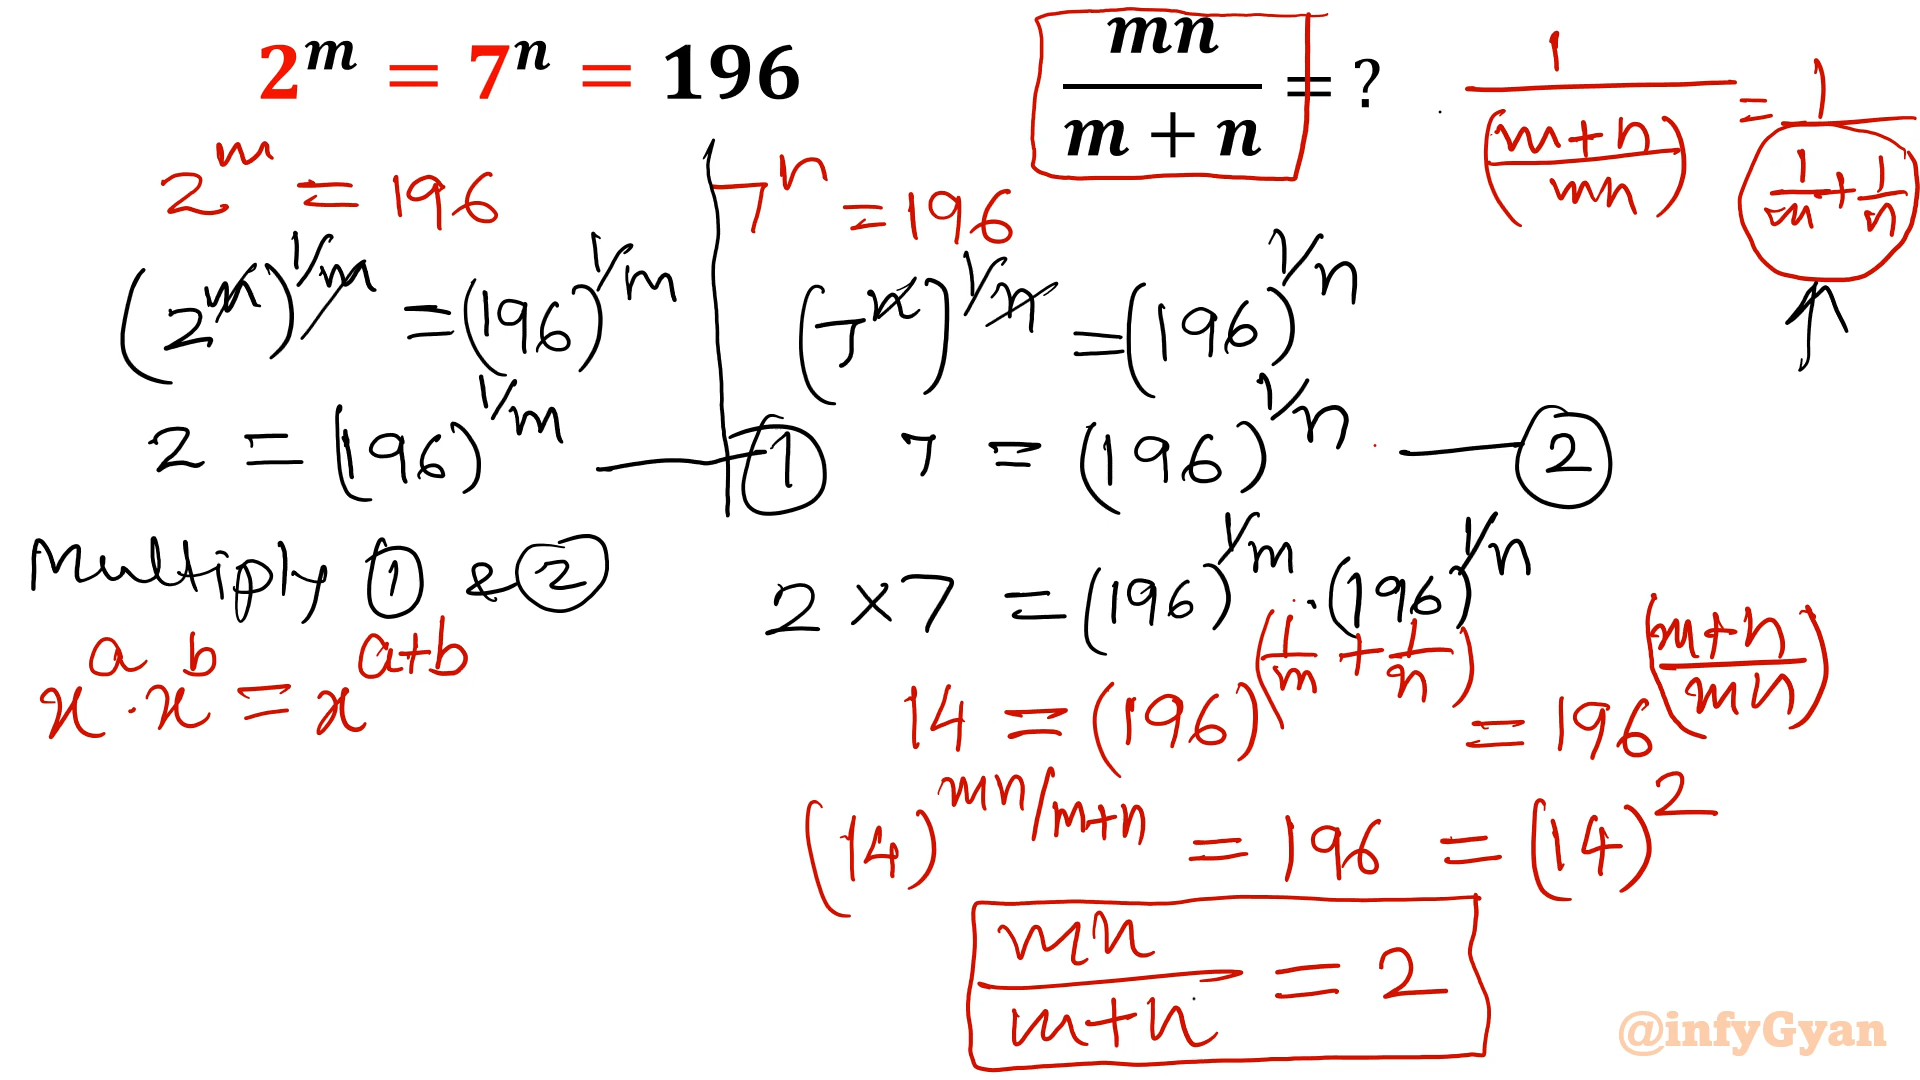 2^m = 7^n = 196
mn/(m + n) = ?
1/((m+n)/mn) = 1/(1/m + 1/n)
2^m = 196
7^n = 196
(2^m)^1/m = (196)^1/m
(7^n)^1/n = (196)^1/n
2 = (196)^1/m — ①
7 = (196)^1/n — ②
Multiply ① & ②
2 × 7 = (196)^1/m · (196)^1/n
x^a · x^b = x^a+b
14 = (196)^(1/m + 1/n) = 196^((m+n)/mn)
(14)^mn/m+n = 196 = (14)^2
mn/(m+n) = 2
@infyGyan